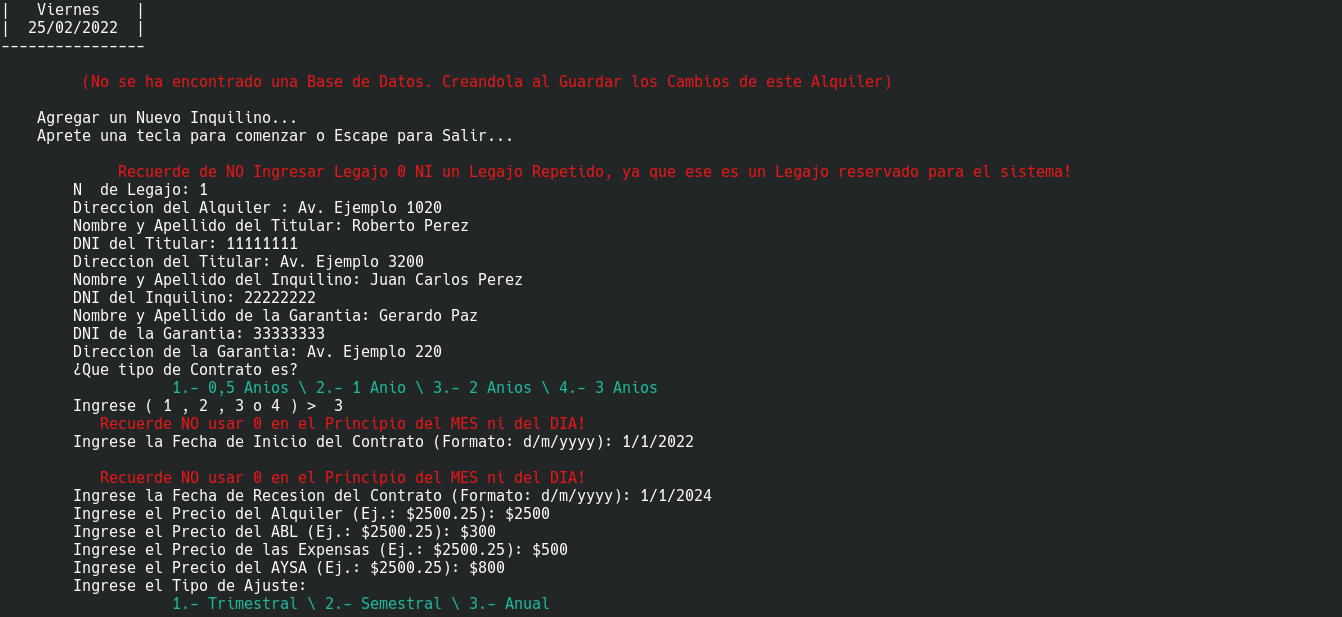 |   Viernes    |
|  25/02/2022  |
----------------
(No se ha encontrado una Base de Datos. Creandola al Guardar los Cambios de este Alquiler)
Agregar un Nuevo Inquilino...
Aprete una tecla para comenzar o Escape para Salir...
Recuerde de NO Ingresar Legajo 0 NI un Legajo Repetido, ya que ese es un Legajo reservado para el sistema!
N  de Legajo: 1
Direccion del Alquiler : Av. Ejemplo 1020
Nombre y Apellido del Titular: Roberto Perez
DNI del Titular: 11111111
Direccion del Titular: Av. Ejemplo 3200
Nombre y Apellido del Inquilino: Juan Carlos Perez
DNI del Inquilino: 22222222
Nombre y Apellido de la Garantia: Gerardo Paz
DNI de la Garantia: 33333333
Direccion de la Garantia: Av. Ejemplo 220
¿Que tipo de Contrato es?
1.- 0,5 Anios \ 2.- 1 Anio \ 3.- 2 Anios \ 4.- 3 Anios
Ingrese ( 1 , 2 , 3 o 4 ) >  3
Recuerde NO usar 0 en el Principio del MES ni del DIA!
Ingrese la Fecha de Inicio del Contrato (Formato: d/m/yyyy): 1/1/2022
Recuerde NO usar 0 en el Principio del MES ni del DIA!
Ingrese la Fecha de Recesion del Contrato (Formato: d/m/yyyy): 1/1/2024
Ingrese el Precio del Alquiler (Ej.: $2500.25): $2500
Ingrese el Precio del ABL (Ej.: $2500.25): $300
Ingrese el Precio de las Expensas (Ej.: $2500.25): $500
Ingrese el Precio del AYSA (Ej.: $2500.25): $800
Ingrese el Tipo de Ajuste:
1.- Trimestral \ 2.- Semestral \ 3.- Anual